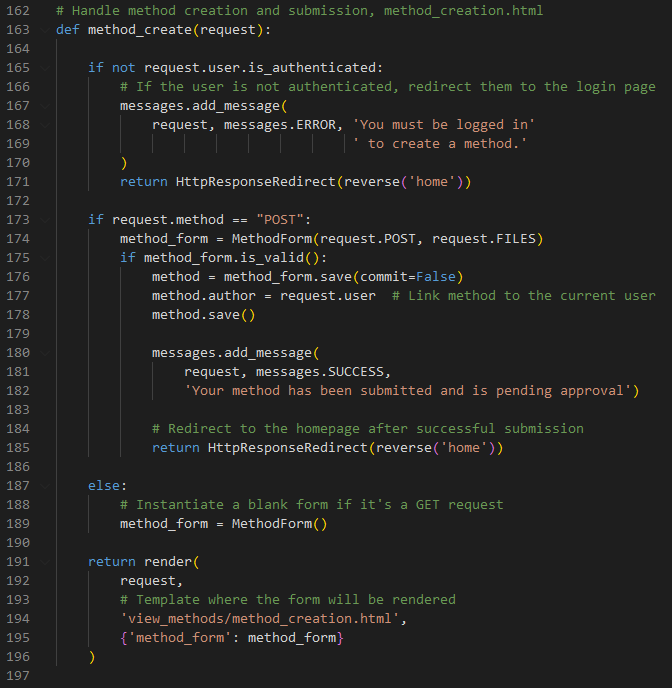 162 # Handle method creation and submission, method_creation.html
163 def method_create(request):
164
165     if not request.user.is_authenticated:
166         # If the user is not authenticated, redirect them to the login page
167         messages.add_message(
168             request, messages.ERROR, 'You must be logged in'
169                                      ' to create a method.'
170         )
171         return HttpResponseRedirect(reverse('home'))
172
173     if request.method == "POST":
174         method_form = MethodForm(request.POST, request.FILES)
175         if method_form.is_valid():
176             method = method_form.save(commit=False)
177             method.author = request.user  # Link method to the current user
178             method.save()
179
180             messages.add_message(
181                 request, messages.SUCCESS,
182                 'Your method has been submitted and is pending approval')
183
184             # Redirect to the homepage after successful submission
185             return HttpResponseRedirect(reverse('home'))
186
187     else:
188         # Instantiate a blank form if it's a GET request
189         method_form = MethodForm()
190
191     return render(
192         request,
193         # Template where the form will be rendered
194         'view_methods/method_creation.html',
195         {'method_form': method_form}
196     )
197